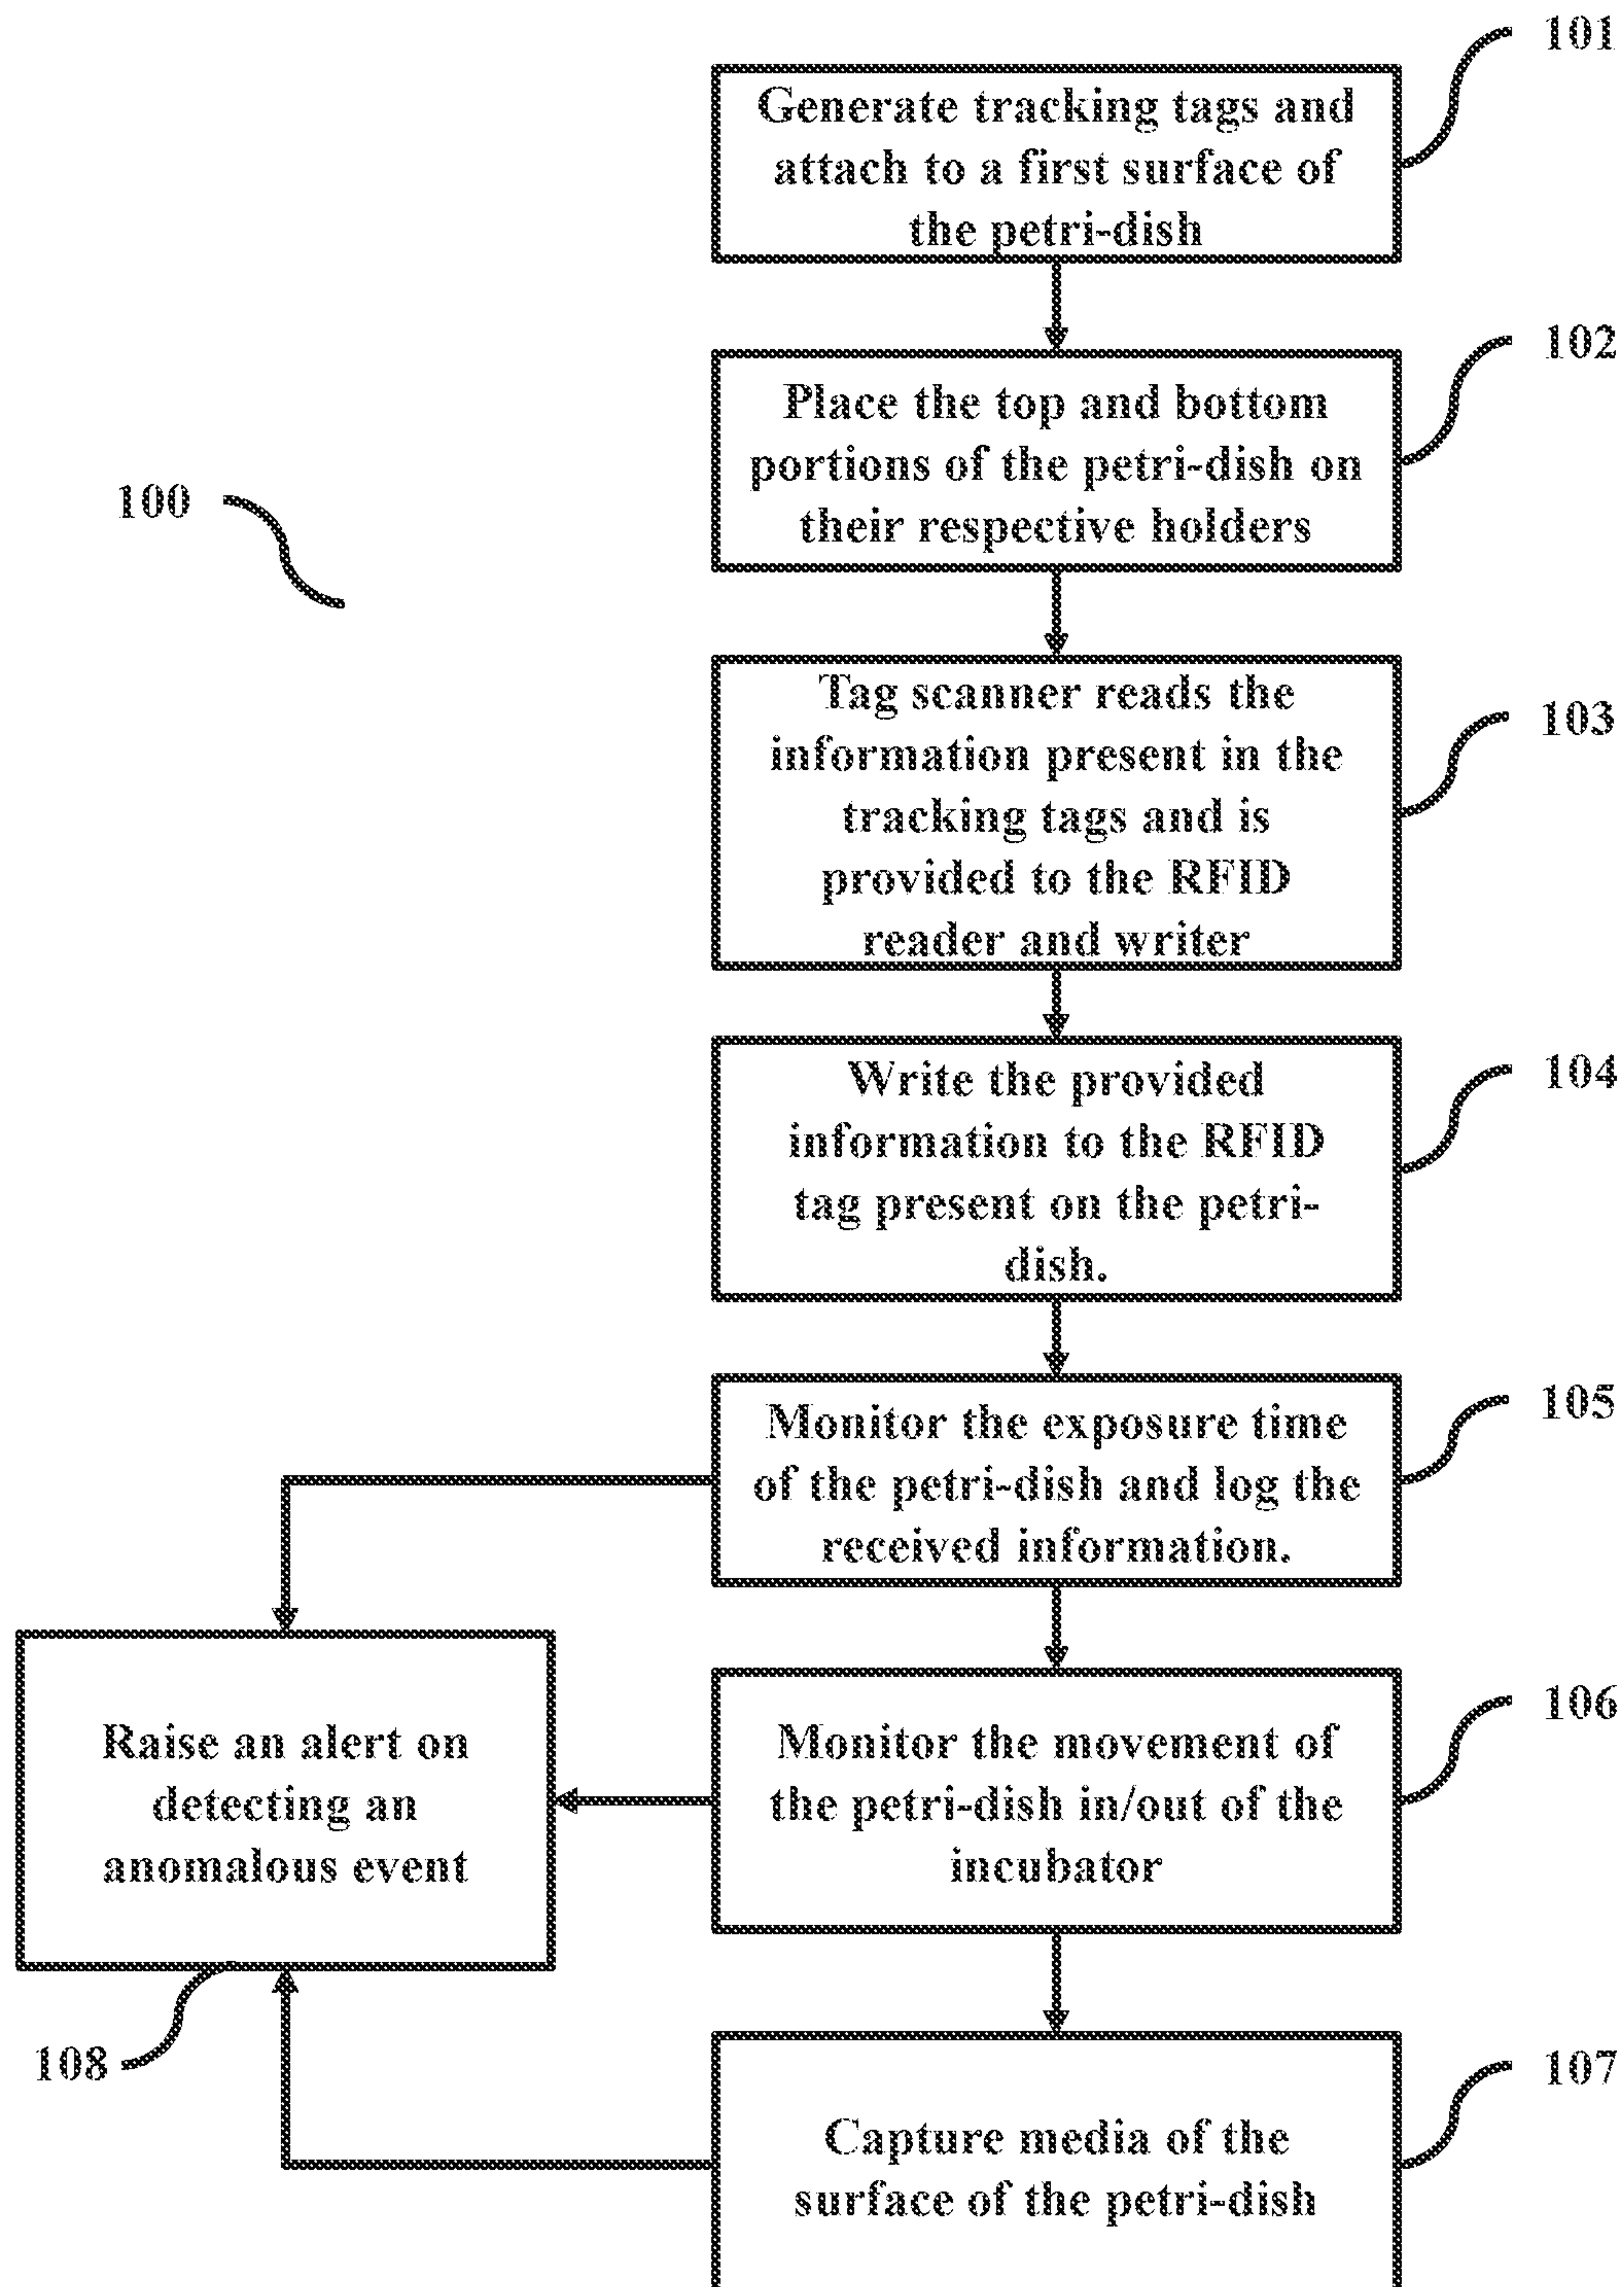 101
Generate tracking tags and
attach to a first surface of
the petri-dish
102
Place the top and bottom
portions of the petri-dish on
their respective holders
100
103
Tag scanner reads the
information present in the
tracking tags and is
provided to the RFID
reader and writer
104
Write the provided
information to the RFID
tag present on the petri-
dish.
105
Monitor the exposure time
of the petri-dish and log the
received information.
106
Monitor the movement of
the petri-dish in/out of the
incubator
Raise an alert on
detecting an
anomalous event
108
107
Capture media of the
surface of the petri-dish